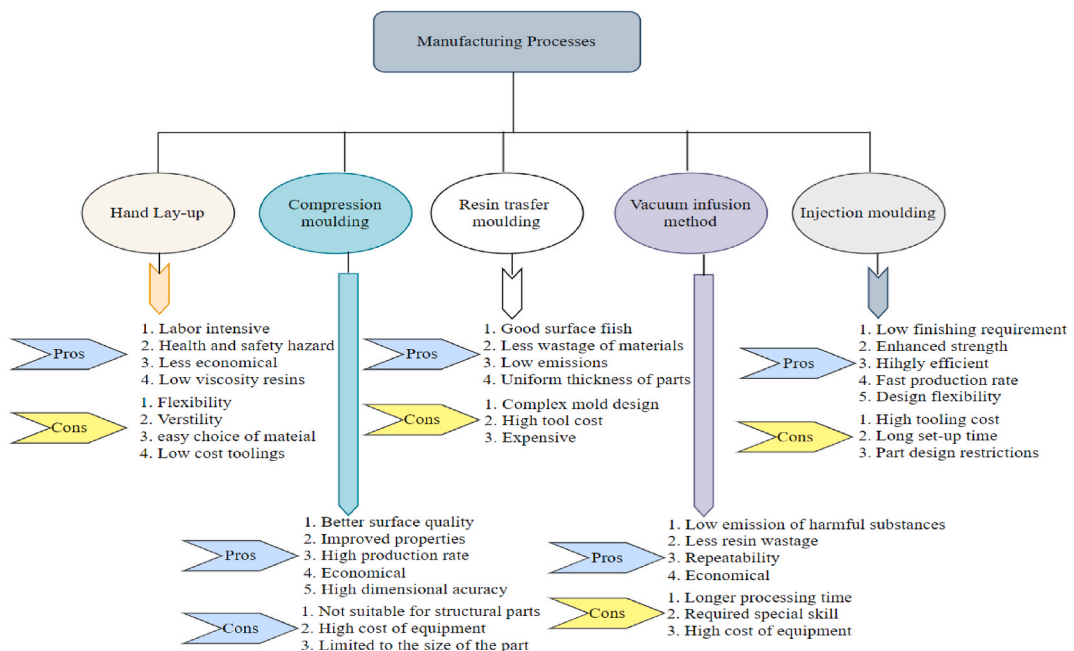 Manufacturing Processes
Hand Lay-up
Compression
moulding
Resin trasfer
moulding
Vacuum infusion
method
Injection moulding
Pros
1. Labor intensive
2. Health and safety hazard
3. Less economical
4. Low viscosity resins
Cons
1. Flexibility
2. Verstility
3. easy choice of mateial
4. Low cost toolings
Pros
1. Good surface fiish
2. Less wastage of materials
3. Low emissions
4. Uniform thickness of parts
Cons
1. Complex mold design
2. High tool cost
3. Expensive
Pros
1. Low finishing requirement
2. Enhanced strength
3. Hihgly efficient
4. Fast production rate
5. Design flexibility
Cons
1. High tooling cost
2. Long set-up time
3. Part design restrictions
Pros
1. Better surface quality
2. Improved properties
3. High production rate
4. Economical
5. High dimensional acuracy
Cons
1. Not suitable for structural parts
2. High cost of equipment
3. Limited to the size of the part
Pros
1. Low emission of harmful substances
2. Less resin wastage
3. Repeatability
4. Economical
Cons
1. Longer processing time
2. Required special skill
3. High cost of equipment